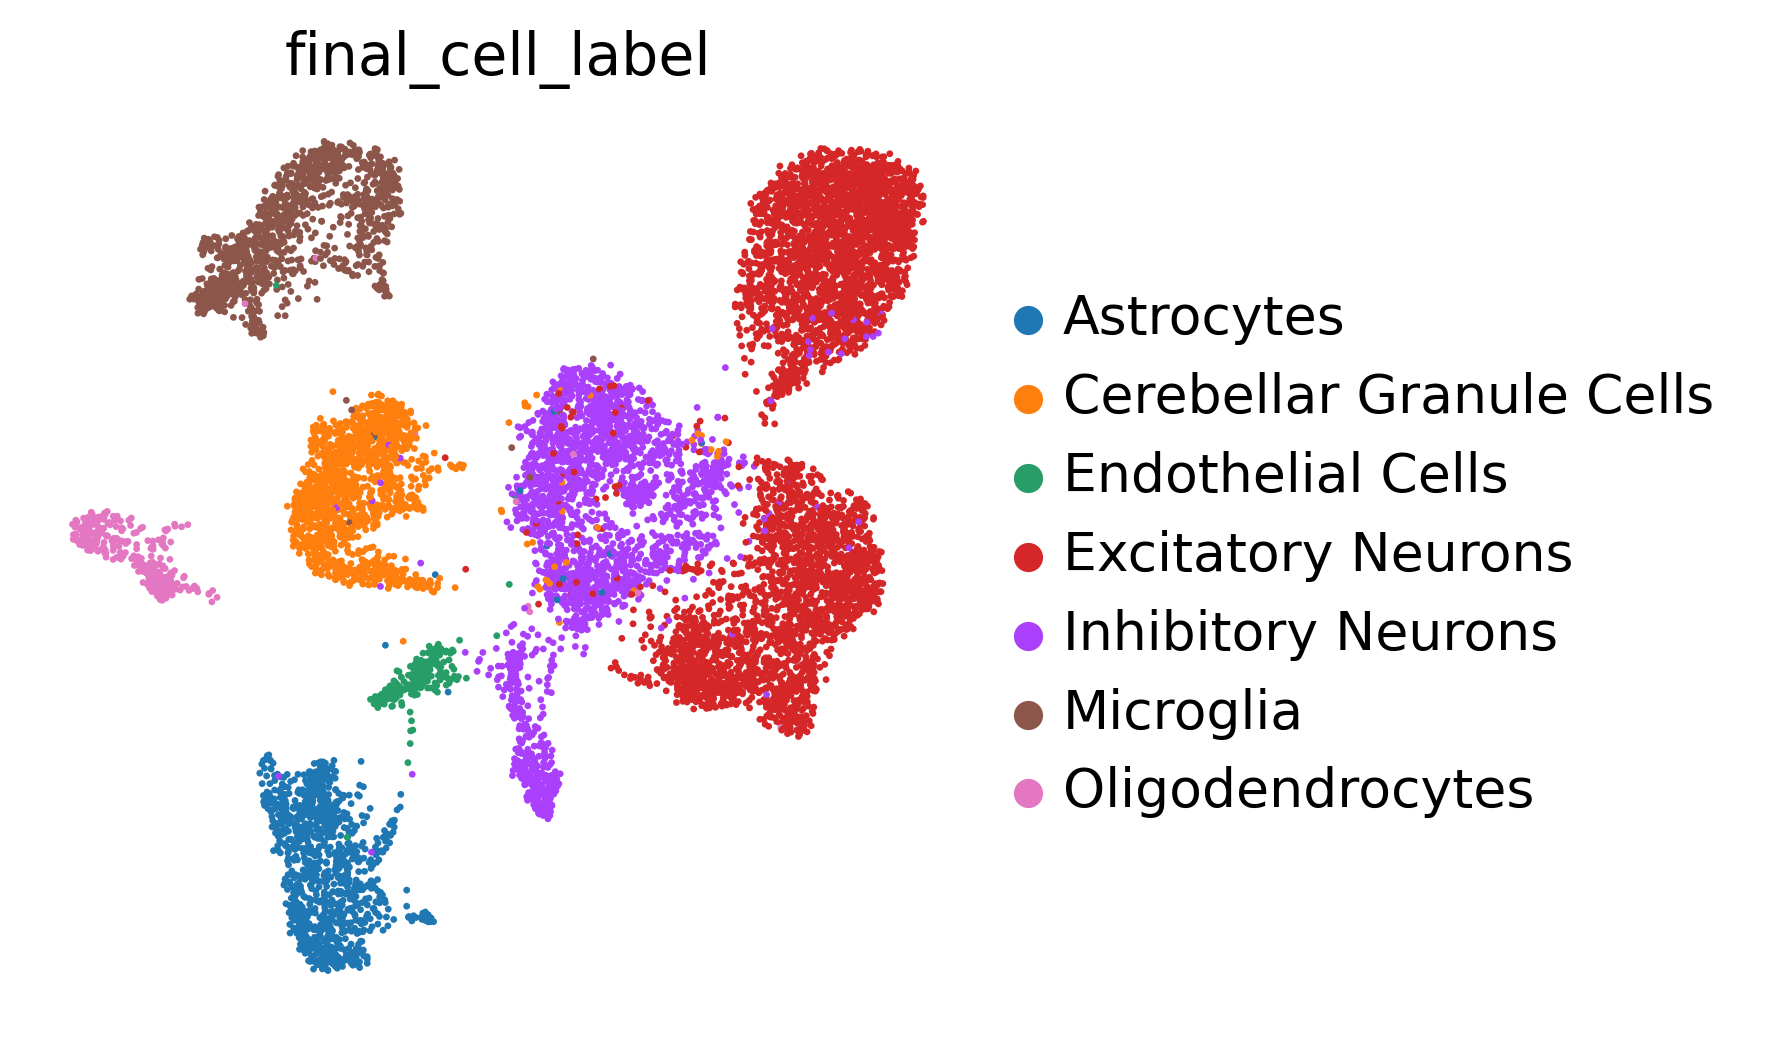 final_cell_label
Astrocytes
Cerebellar Granule Cells
Endothelial Cells
Excitatory Neurons
Inhibitory Neurons
Microglia
Oligodendrocytes